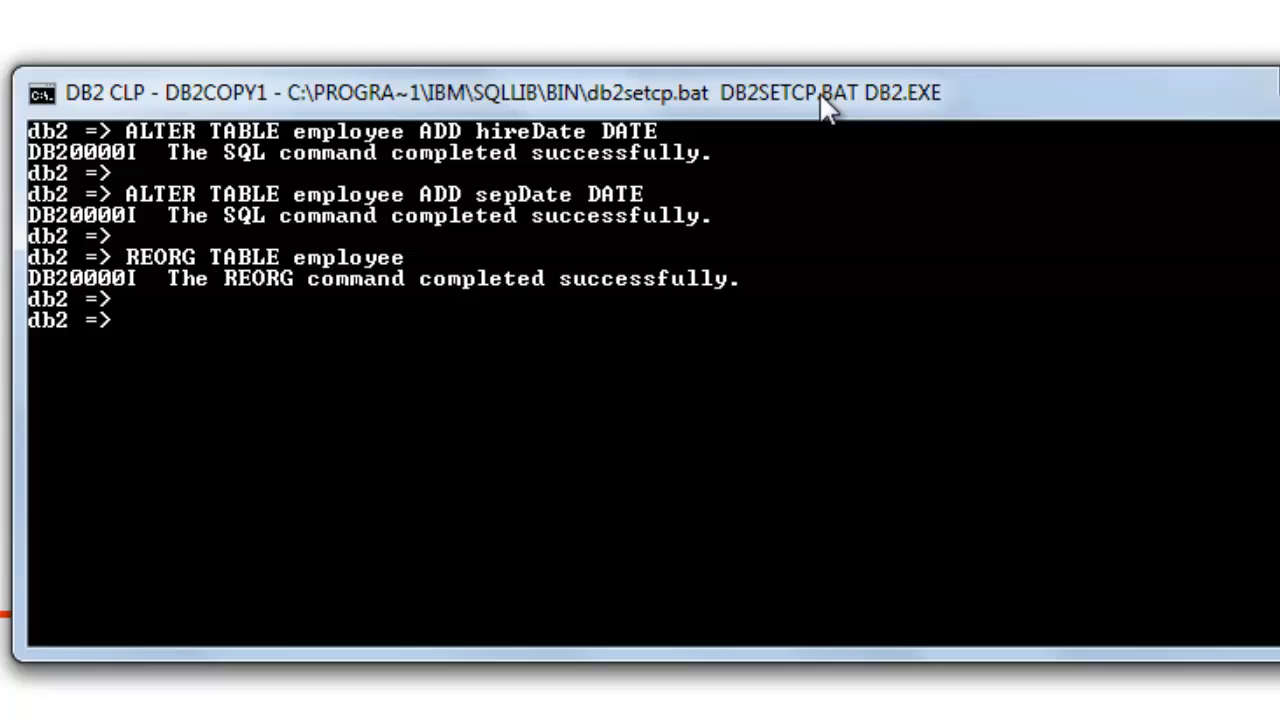 DB2 CLP - DB2COPY1 - C:\PROGRA~1\IBM\SQLLIB\BIN\db2setcp.bat  DB2SETCP.BAT DB2.EXE
db2 => ALTER TABLE employee ADD hireDate DATE
DB20000I  The SQL command completed successfully.
db2 =>
db2 => ALTER TABLE employee ADD sepDate DATE
DB20000I  The SQL command completed successfully.
db2 =>
db2 => REORG TABLE employee
DB20000I  The REORG command completed successfully.
db2 =>
db2 =>